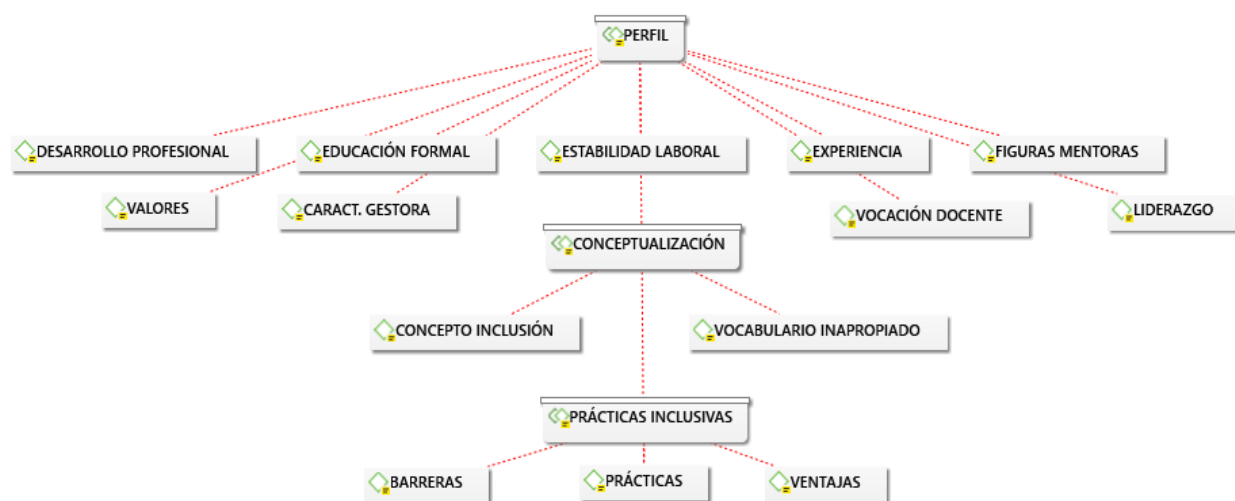 PERFIL
DESARROLLO PROFESIONAL
EDUCACIÓN FORMAL
ESTABILIDAD LABORAL
EXPERIENCIA
FIGURAS MENTORAS
VALORES
CARACT. GESTORA
VOCACIÓN DOCENTE
LIDERAZGO
CONCEPTUALIZACIÓN
CONCEPTO INCLUSIÓN
VOCABULARIO INAPROPIADO
PRÁCTICAS INCLUSIVAS
BARRERAS
PRÁCTICAS
VENTAJAS